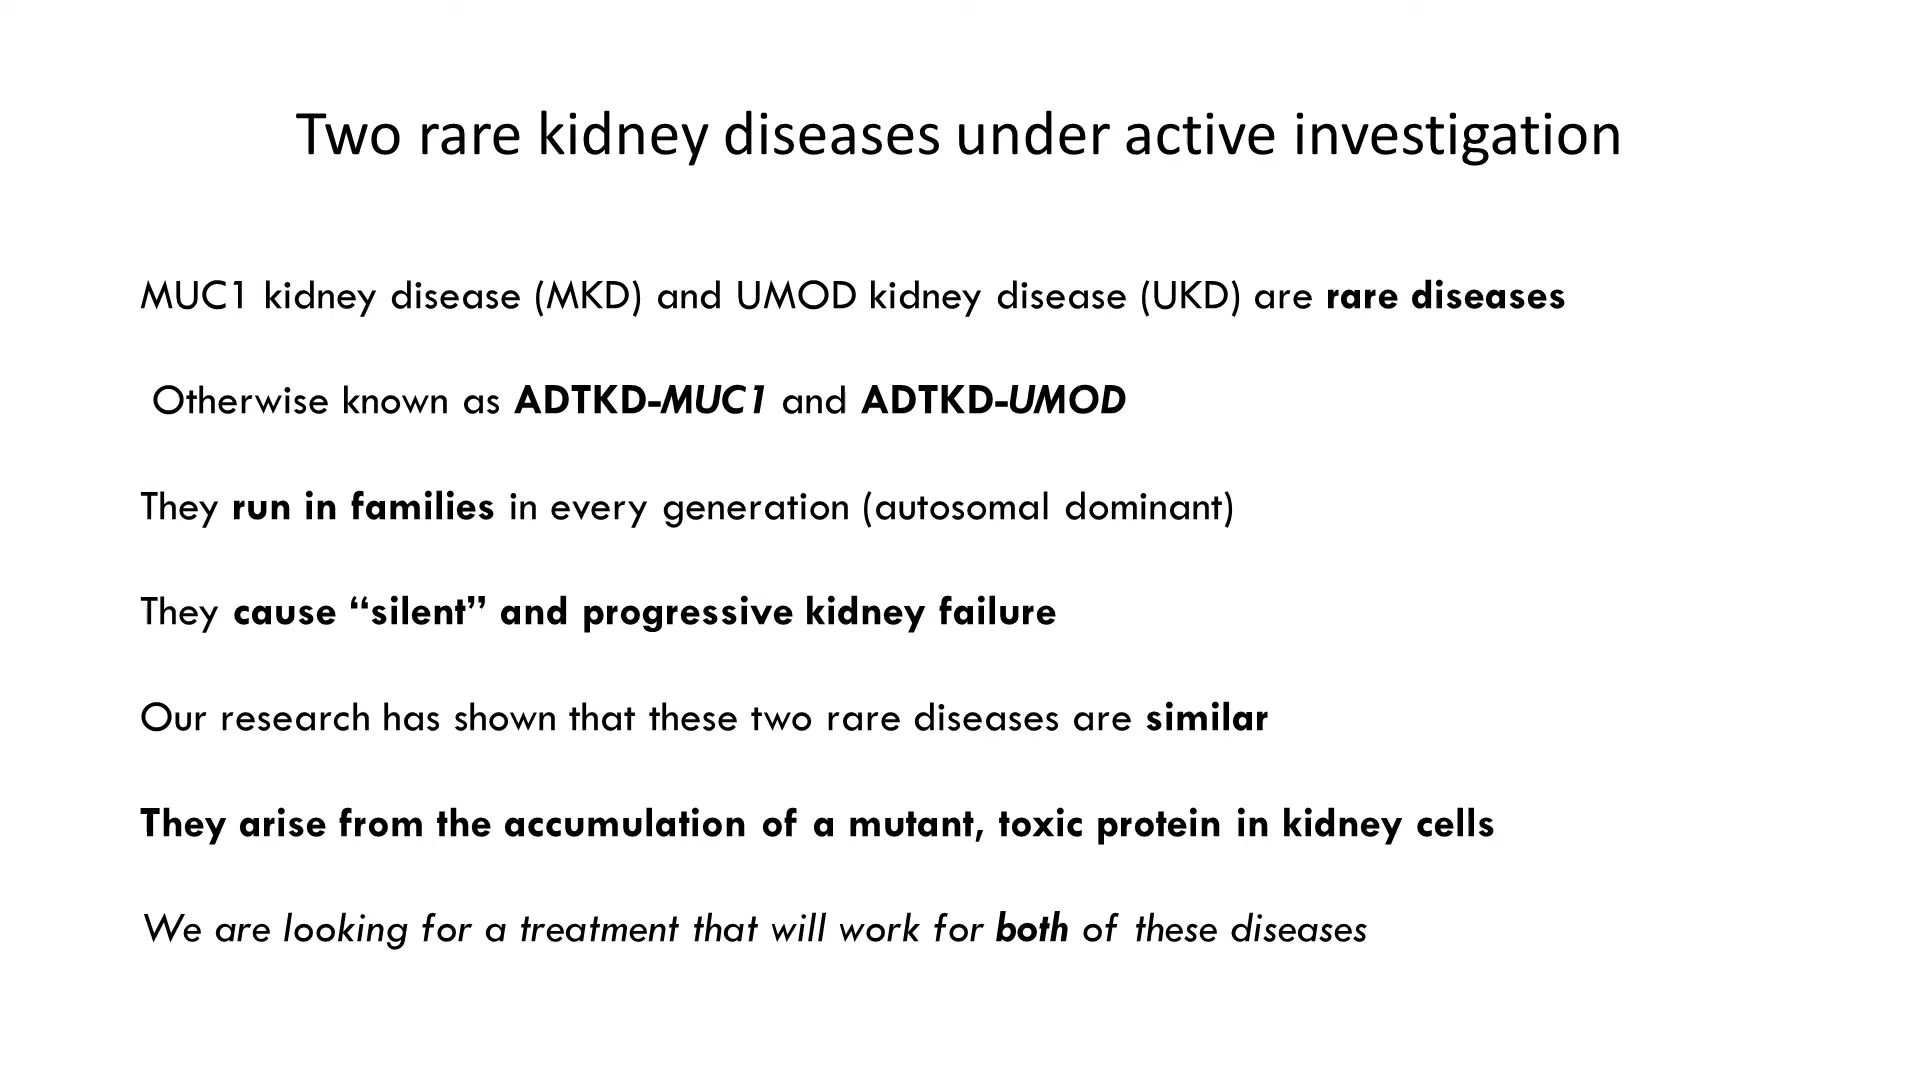 Two rare kidney diseases under active investigation
MUC1 kidney disease (MKD) and UMOD kidney disease (UKD) are rare diseases
Otherwise known as ADTKD-MUC1 and ADTKD-UMOD
They run in families in every generation (autosomal dominant)
They cause “silent” and progressive kidney failure
Our research has shown that these two rare diseases are similar
They arise from the accumulation of a mutant, toxic protein in kidney cells
We are looking for a treatment that will work for both of these diseases